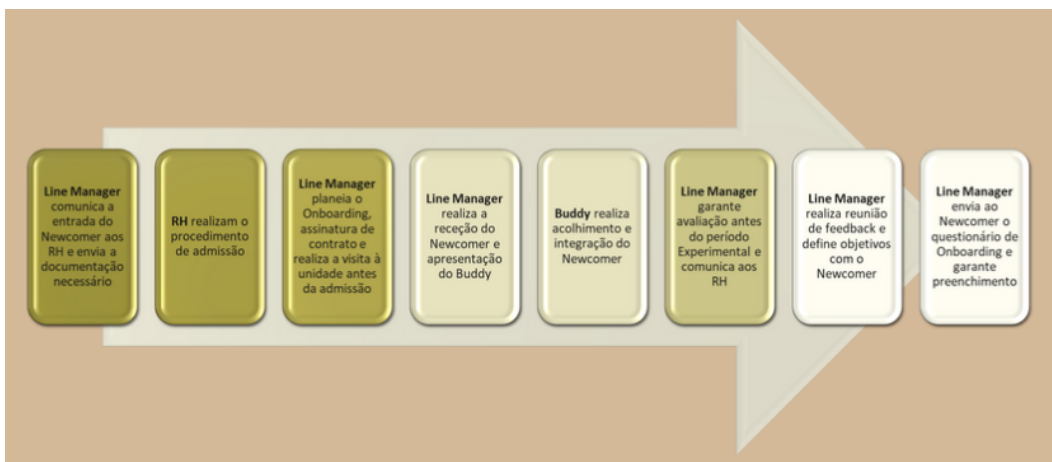 Line Manager
comunica a
entrada do
Newcomer aos
RH e envia a
documentação
necessário
RH realizam o
procedimento
de admissão
Line Manager
planeia o
Onboarding,
assinatura de
contrato e
realiza a visita à
unidade antes
da admissão
Line Manager
realiza a
receção do
Newcomer e
apresentação
do Buddy
Buddy realiza
acolhimento e
integração do
Newcomer
Line Manager
garante
avaliação antes
do período
Experimental e
comunica aos
RH
Line Manager
realiza reunião
de feedback e
define objetivos
com o
Newcomer
Line Manager
envia ao
Newcomer o
questionário de
Onboarding e
garante
preenchimento